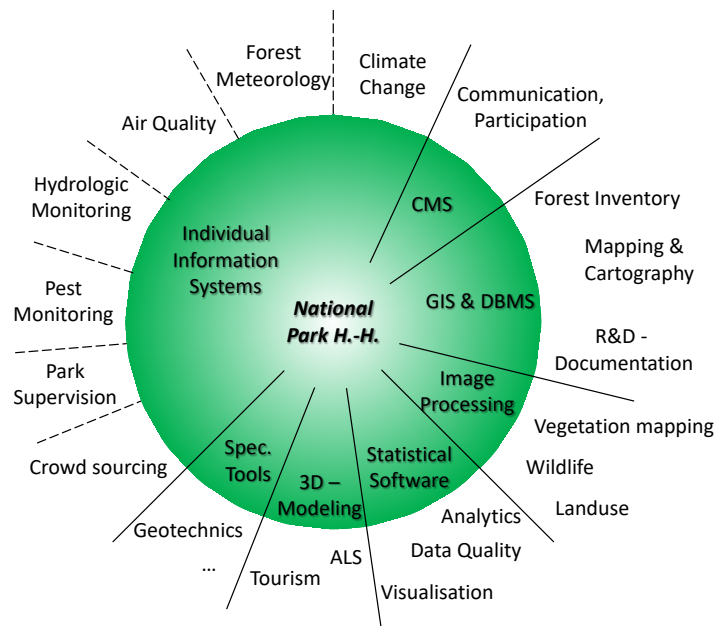 Forest
Meteorology
Climate
Change
Communication,
Participation
Air Quality
Hydrologic
Monitoring
CMS
Forest Inventory
Individual
Information
Systems
Mapping &
Cartography
Pest
Monitoring
National
Park H.-H.
GIS & DBMS
R&D -
Documentation
Park
Supervision
Image
Processing
Vegetation mapping
Crowd sourcing
Spec.
Tools
3D –
Modeling
Statistical
Software
Wildlife
Landuse
Geotechnics
...
Analytics
Data Quality
ALS
Tourism
Visualisation